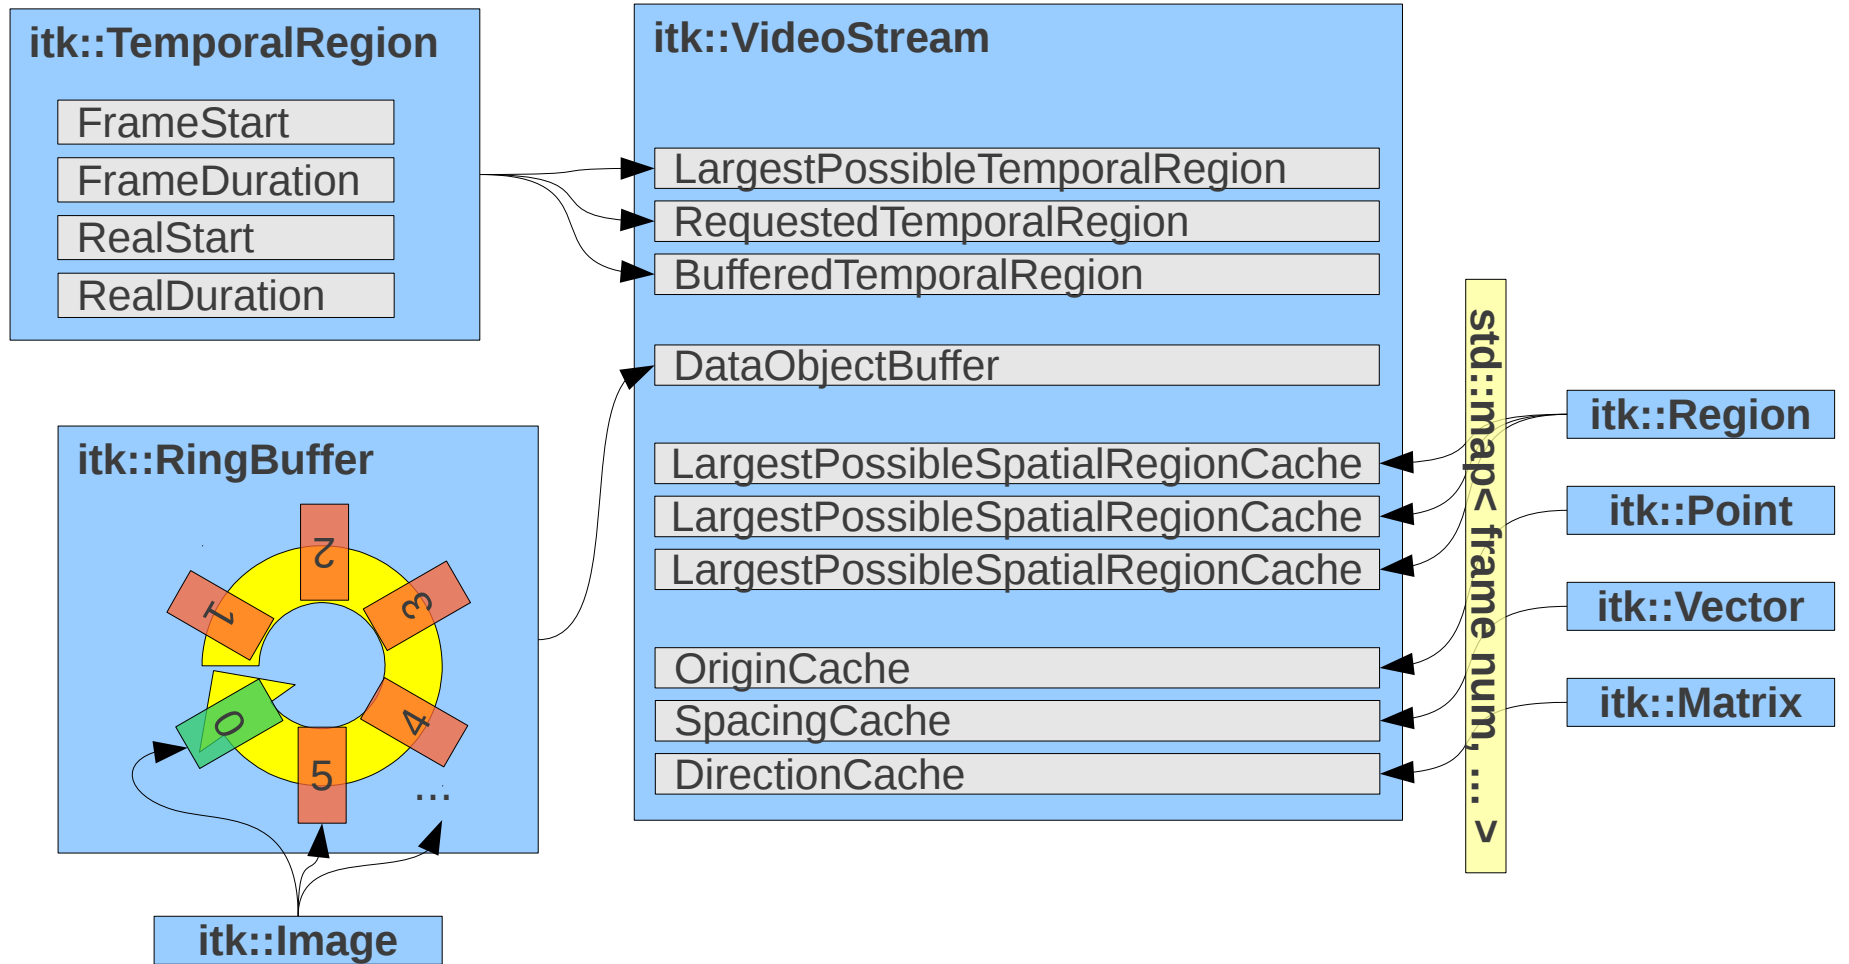 itk::TemporalRegion
FrameStart
FrameDuration
RealStart
RealDuration
itk::VideoStream
LargestPossibleTemporalRegion
RequestedTemporalRegion
BufferedTemporalRegion
DataObjectBuffer
LargestPossibleSpatialRegionCache
LargestPossibleSpatialRegionCache
LargestPossibleSpatialRegionCache
OriginCache
SpacingCache
DirectionCache
std::map< frame num, ... >
itk::Region
itk::Point
itk::Vector
itk::Matrix
itk::RingBuffer
0
1
2
3
4
5
...
itk::Image